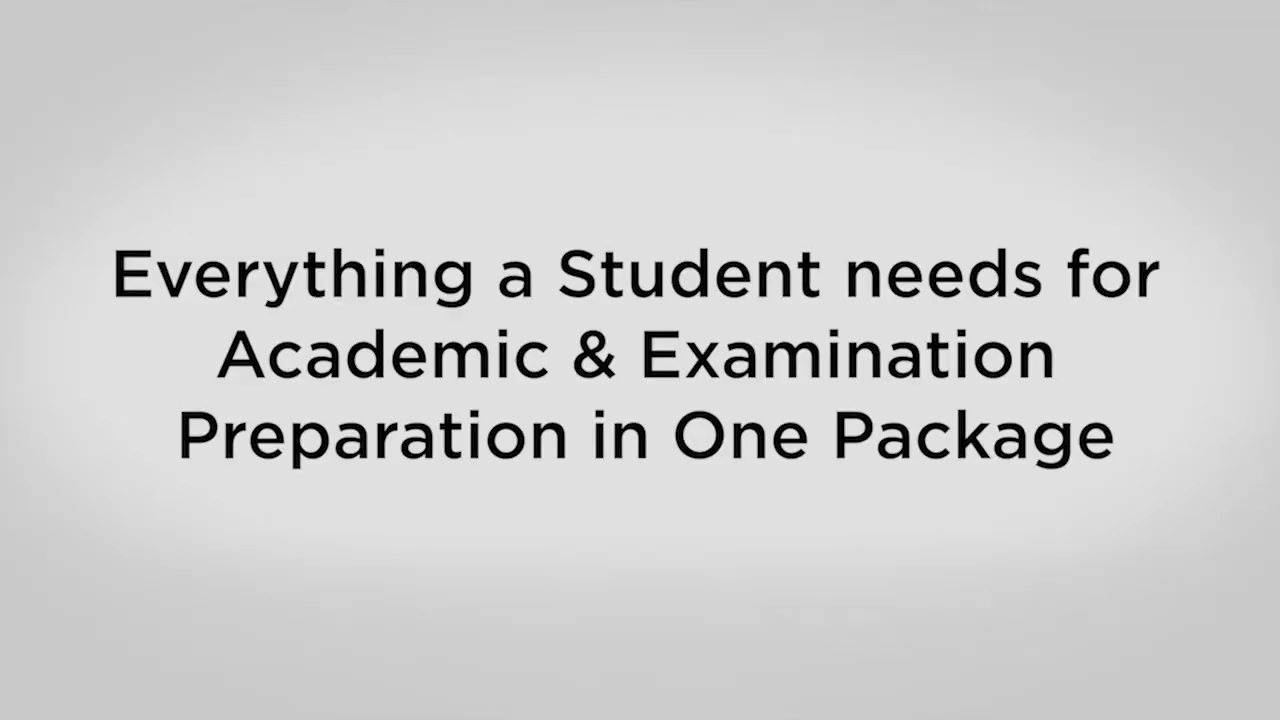 Everything a Student needs for
Academic & Examination
Preparation in One Package